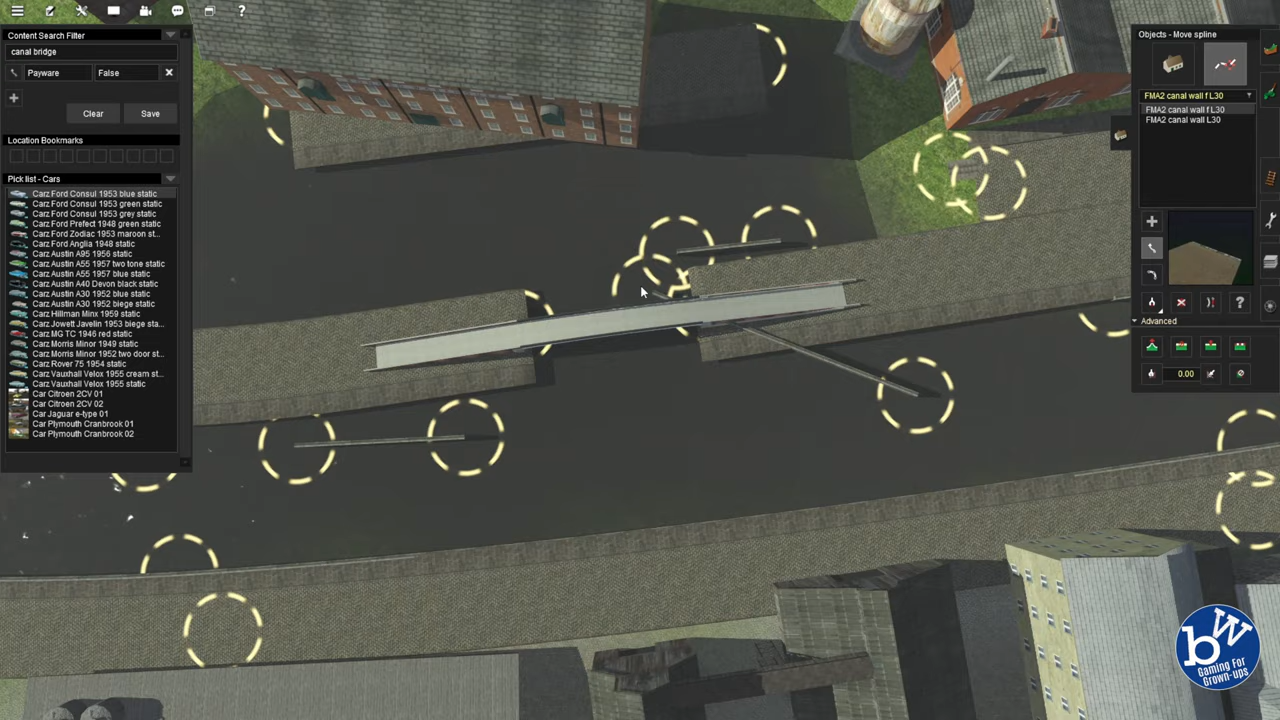 Content Search Filter
canal bridge
Payware False
Clear Save
Location Bookmarks
Pick list - Cars
Carz Ford Consul 1953 blue static
Carz Ford Consul 1953 green static
Carz Ford Consul 1953 grey static
Carz Ford Prefect 1948 green static
Carz Ford Zodiac 1953 maroon st...
Carz Ford Anglia 1948 static
Carz Austin A95 1956 static
Carz Austin A55 1957 two tone static
Carz Austin A55 1957 blue static
Carz Austin A40 Devon black static
Carz Austin A30 1952 blue static
Carz Austin A30 1952 biege static
Carz Hillman Minx 1959 static
Carz Jowett Javelin 1953 biege sta...
Carz MG TC 1946 red static
Carz Morris Minor 1949 static
Carz Morris Minor 1952 two door st...
Carz Rover 75 1954 static
Carz Vauxhall Velox 1955 cream st...
Carz Vauxhall Velox 1955 static
Car Citroen 2CV 01
Car Citroen 2CV 02
Car Jaguar e-type 01
Car Plymouth Cranbrook 01
Car Plymouth Cranbrook 02
Objects - Move spline
FMA2 canal wall f L30
FMA2 canal wall f L30
FMA2 canal wall L30
Advanced
0.00
bW
Gaming For
Grown-ups